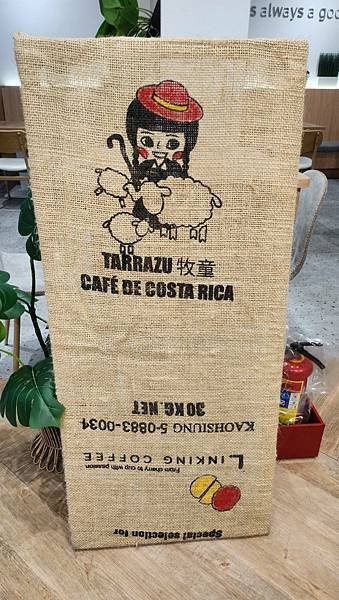 s always a goo
TARRAZU 牧童
CAFÉ DE COSTA RICA
Special selection for
LINKING COFFEE
From cherry to cup with passion
KAOHSIUNG 5-0883-0034
30 KG.NET